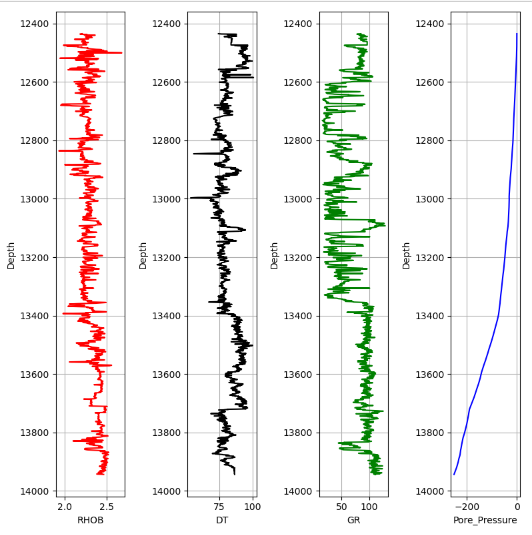 12400 12400 12400 12400
12600 12600 12600 12600
12800 12800 12800 12800
13000 13000 13000 13000
Depth Depth Depth Depth
13200 13200 13200 13200
13400 13400 13400 13400
13600 13600 13600 13600
13800 13800 13800 13800
14000 14000 14000 14000
2.0 2.5 75 100 50 100 −200 0
RHOB DT GR Pore_Pressure